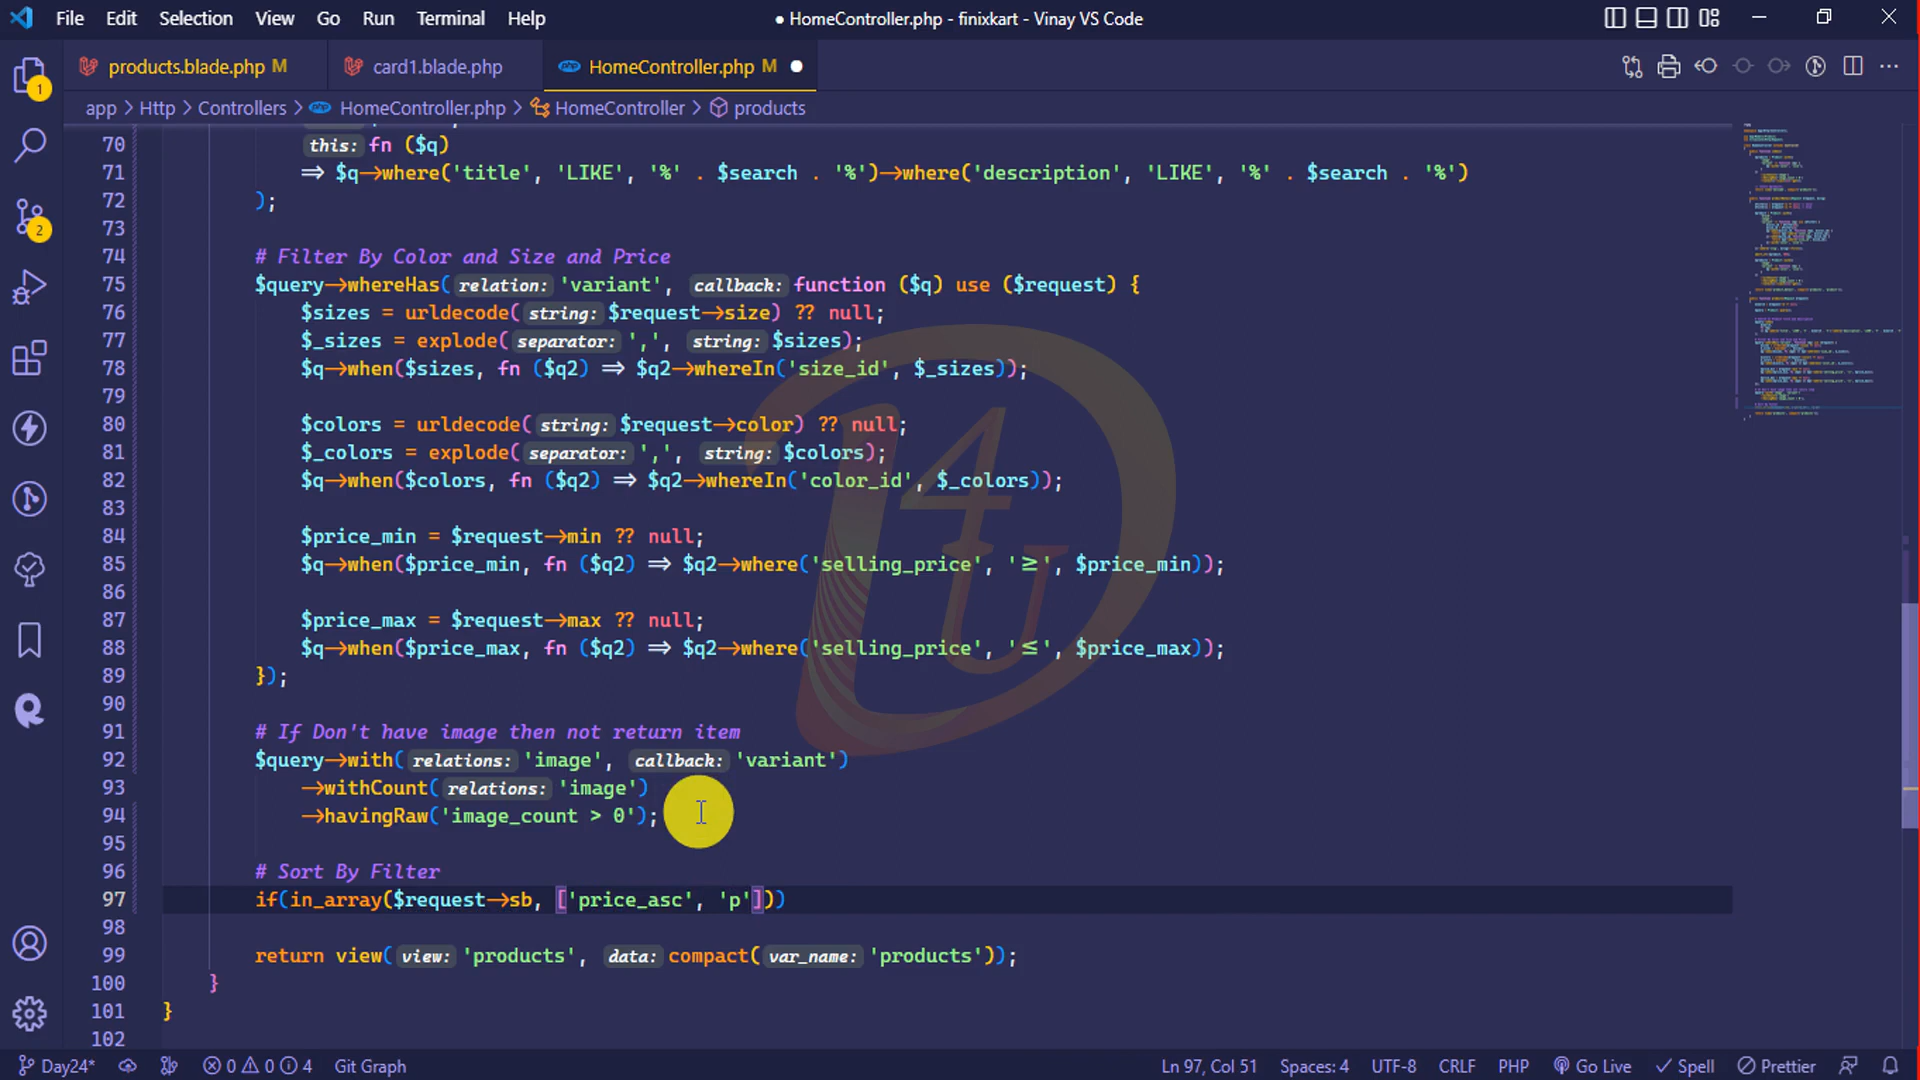 File Edit Selection View Go Run Terminal Help
● HomeController.php - finixkart - Vinay VS Code
products.blade.php M card1.blade.php HomeController.php M ●
app > Http > Controllers > HomeController.php > HomeController > products
1
2
70 this: fn ($q)
71 => $q->where('title', 'LIKE', '%' . $search . '%')->where('description', 'LIKE', '%' . $search . '%')
72 );
73
74 # Filter By Color and Size and Price
75 $query->whereHas( relation: 'variant', callback: function ($q) use ($request) {
76 $sizes = urldecode( string: $request->size) ?? null;
77 $_sizes = explode( separator: ',', string: $sizes);
78 $q->when($sizes, fn ($q2) => $q2->whereIn('size_id', $_sizes));
79
80 $colors = urldecode( string: $request->color) ?? null;
81 $_colors = explode( separator: ',', string: $colors);
82 $q->when($colors, fn ($q2) => $q2->whereIn('color_id', $_colors));
83
84 $price_min = $request->min ?? null;
85 $q->when($price_min, fn ($q2) => $q2->where('selling_price', '>=', $price_min));
86
87 $price_max = $request->max ?? null;
88 $q->when($price_max, fn ($q2) => $q2->where('selling_price', '<=', $price_max));
89 });
90
91 # If Don't have image then not return item
92 $query->with( relations: 'image', callback: 'variant')
93 ->withCount( relations: 'image')
94 ->havingRaw('image_count > 0');
95
96 # Sort By Filter
97 if(in_array($request->sb, ['price_asc', 'p']))
98
99 return view( view: 'products', data: compact( var_name: 'products'));
100 }
101 }
102
D4U
Day24* 0 0 4 Git Graph Ln 97, Col 51 Spaces: 4 UTF-8 CRLF PHP Go Live Spell Prettier